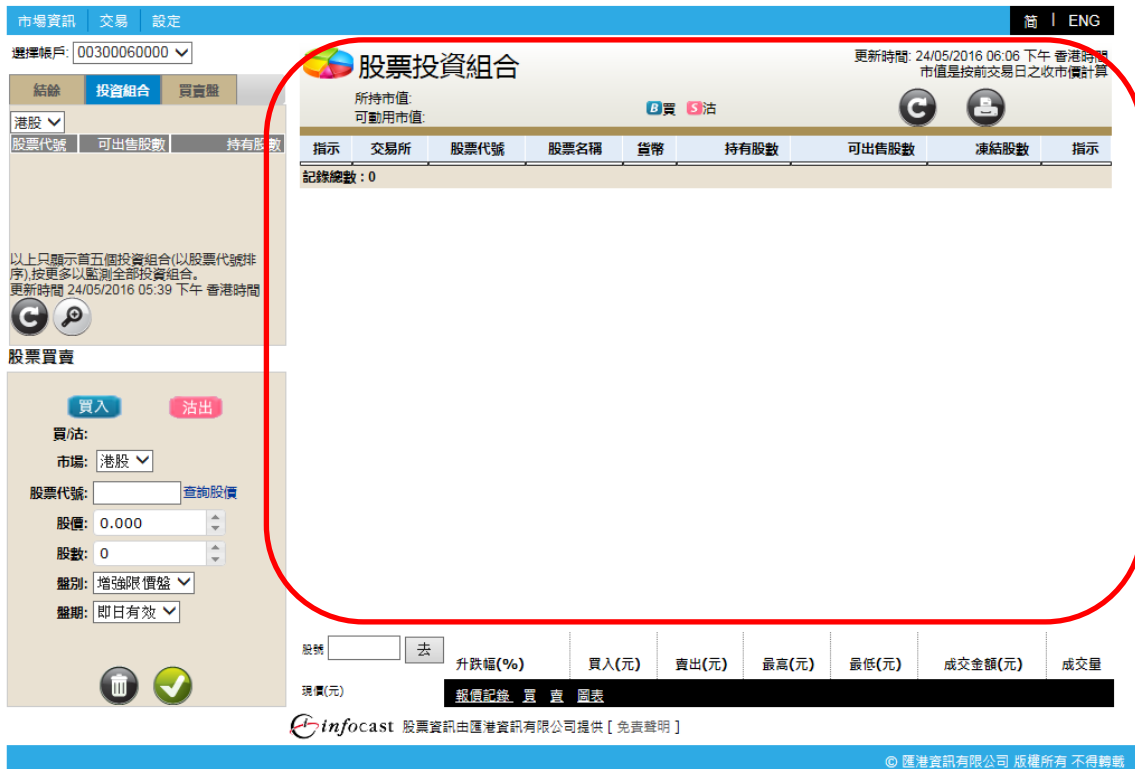 市場資訊 交易 設定 简 | ENG
選擇帳戶: 00300060000
結餘 投資組合 買賣盤
港股
股票代號 可出售股數 持有股數
以上只顯示首五個投資組合(以股票代號排
序),按更多以監測全部投資組合。
更新時間 24/05/2016 05:39 下午 香港時間
股票買賣
買入 沽出
買/沽:
市場: 港股
股票代號: 查詢股價
股價: 0.000
股數: 0
盤別: 增強限價盤
盤期: 即日有效
股票投資組合
更新時間: 24/05/2016 06:06 下午 香港時間
市值是按前交易日之收市價計算
所持市值:
可動用市值:
B買 S沽
指示 交易所 股票代號 股票名稱 貨幣 持有股數 可出售股數 凍結股數 指示
記錄總數 : 0
股號 去
升跌幅(%) 買入(元) 賣出(元) 最高(元) 最低(元) 成交金額(元) 成交量
現價(元) 報價記錄 買 賣 圖表
infocast 股票資訊由匯港資訊有限公司提供 [ 免責聲明 ]
© 匯港資訊有限公司 版權所有 不得轉載